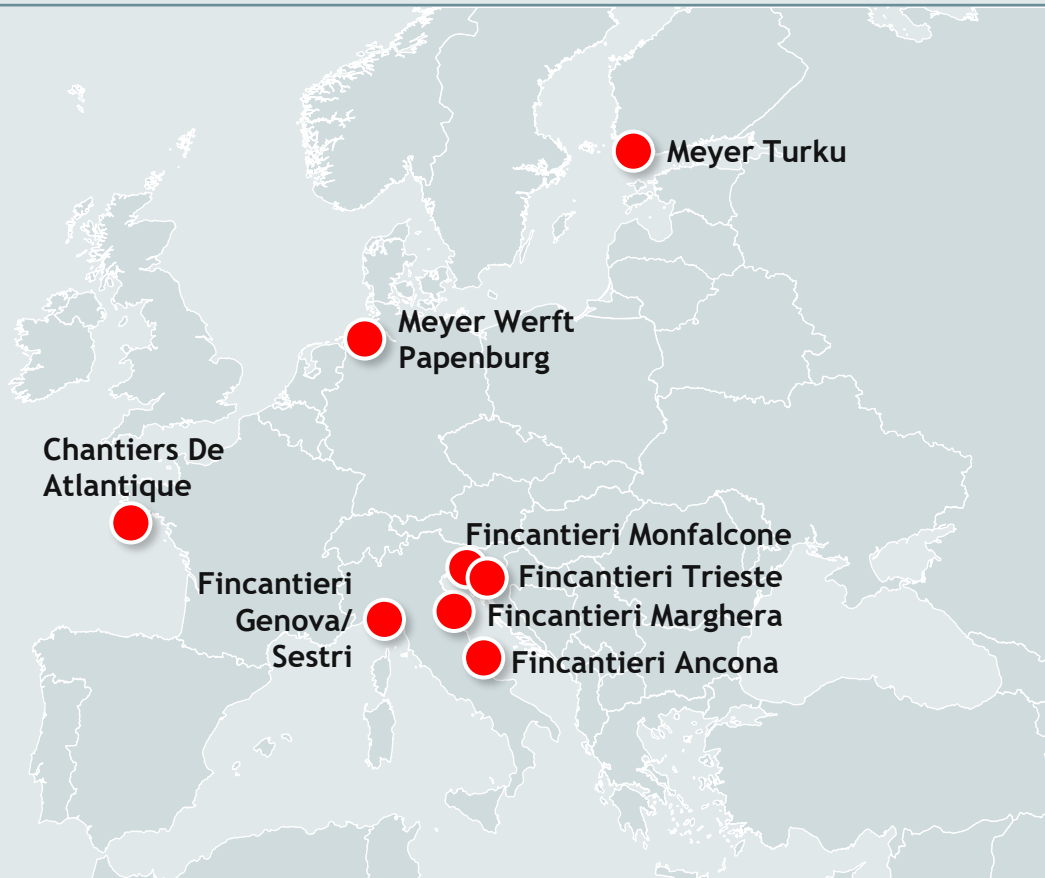 Meyer Turku
Meyer Werft
Papenburg
Chantiers De
Atlantique
Fincantieri Monfalcone
Fincantieri Trieste
Fincantieri
Genova/
Sestri
Fincantieri Marghera
Fincantieri Ancona